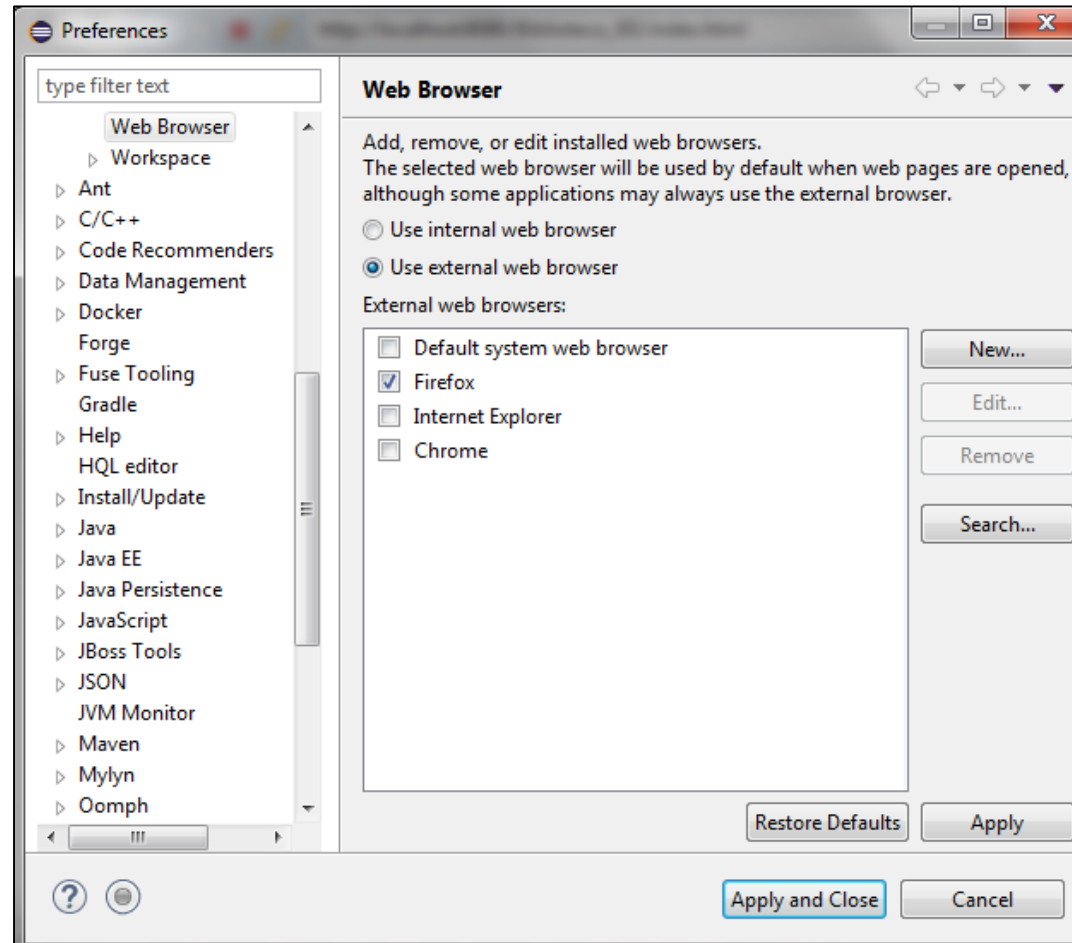 Preferences
type filter text
Web Browser
Workspace
Ant
C/C++
Code Recommenders
Data Management
Docker
Forge
Fuse Tooling
Gradle
Help
HQL editor
Install/Update
Java
Java EE
Java Persistence
JavaScript
JBoss Tools
JSON
JVM Monitor
Maven
Mylyn
Oomph
Web Browser
Add, remove, or edit installed web browsers.
The selected web browser will be used by default when web pages are opened,
although some applications may always use the external browser.
Use internal web browser
Use external web browser
External web browsers:
Default system web browser
Firefox
Internet Explorer
Chrome
New...
Edit...
Remove
Search...
Restore Defaults
Apply
Apply and Close
Cancel